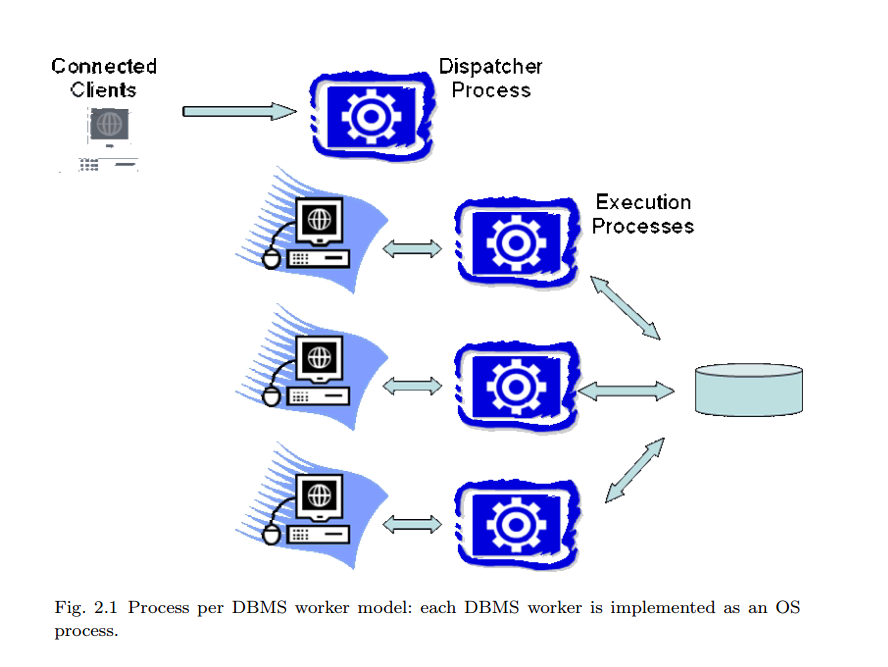 Connected
Clients
Dispatcher
Process
Execution
Processes
Fig. 2.1 Process per DBMS worker model: each DBMS worker is implemented as an OS
process.